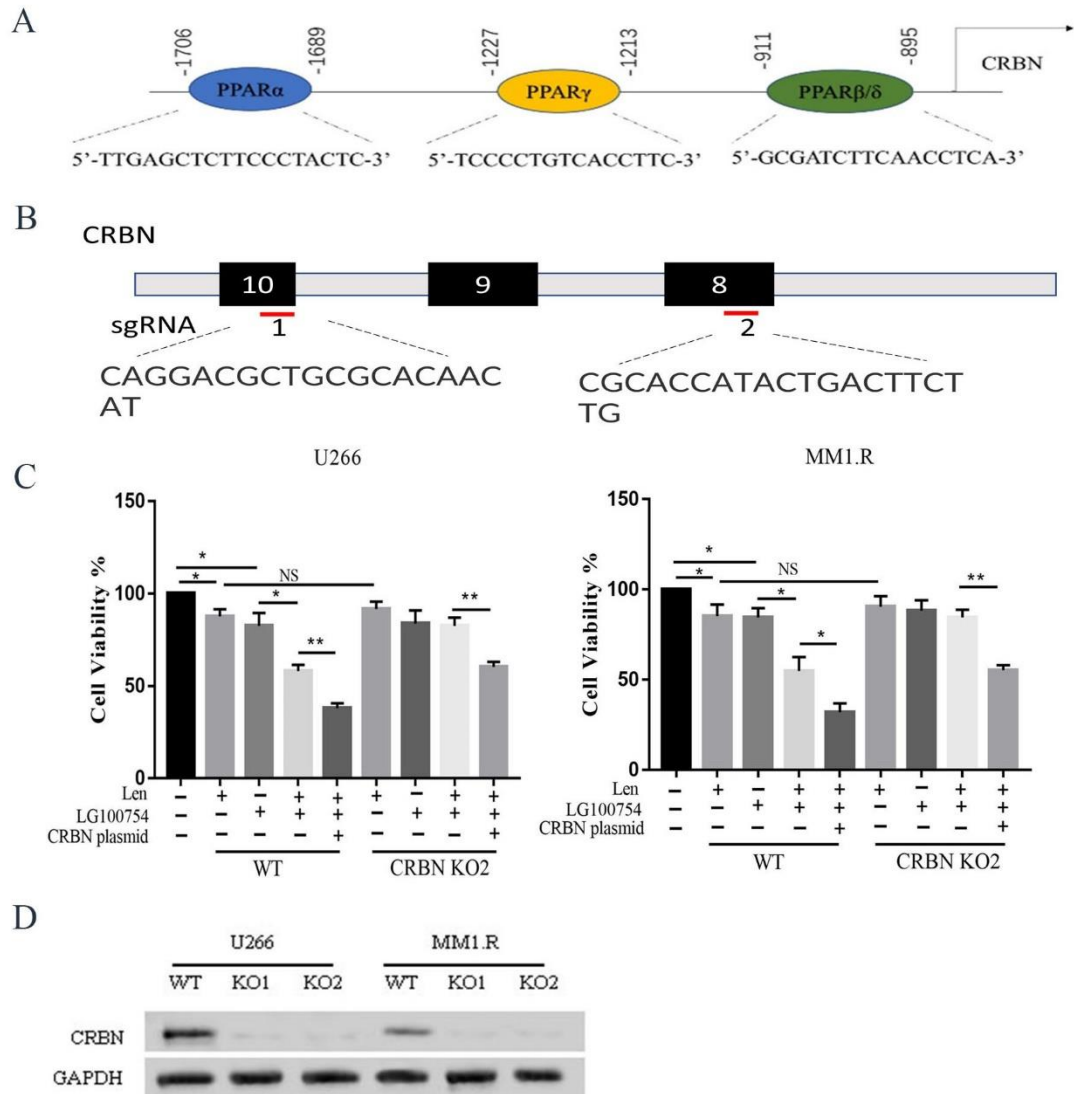 A
-1706
-1689
-1227
-1213
-911
-895
CRBN
PPARα
PPARγ
PPARβ/δ
5’-TTGAGCTCTTCCCTACTC-3’
5’-TCCCCTGTCACCTTC-3’
5’-GCGATCTTCAACCTCA-3’
B
CRBN
10
9
8
sgRNA
1
2
CAGGACGCTGCGCACAAC
AT
CGCACCATACTGACTTCT
TG
C
U266
Cell Viability %
150
100
50
0
*
*
NS
*
**
**
Len − + − + + + − + +
LG100754 − − + + + − + + +
CRBN plasmid − − − − + − − − +
WT
CRBN KO2
MM1.R
Cell Viability %
150
100
50
0
*
*
NS
*
*
**
Len − + − + + + − + +
LG100754 − − + + + − + + +
CRBN plasmid − − − − + − − − +
WT
CRBN KO2
D
U266 MM1.R
WT KO1 KO2 WT KO1 KO2
CRBN
GAPDH